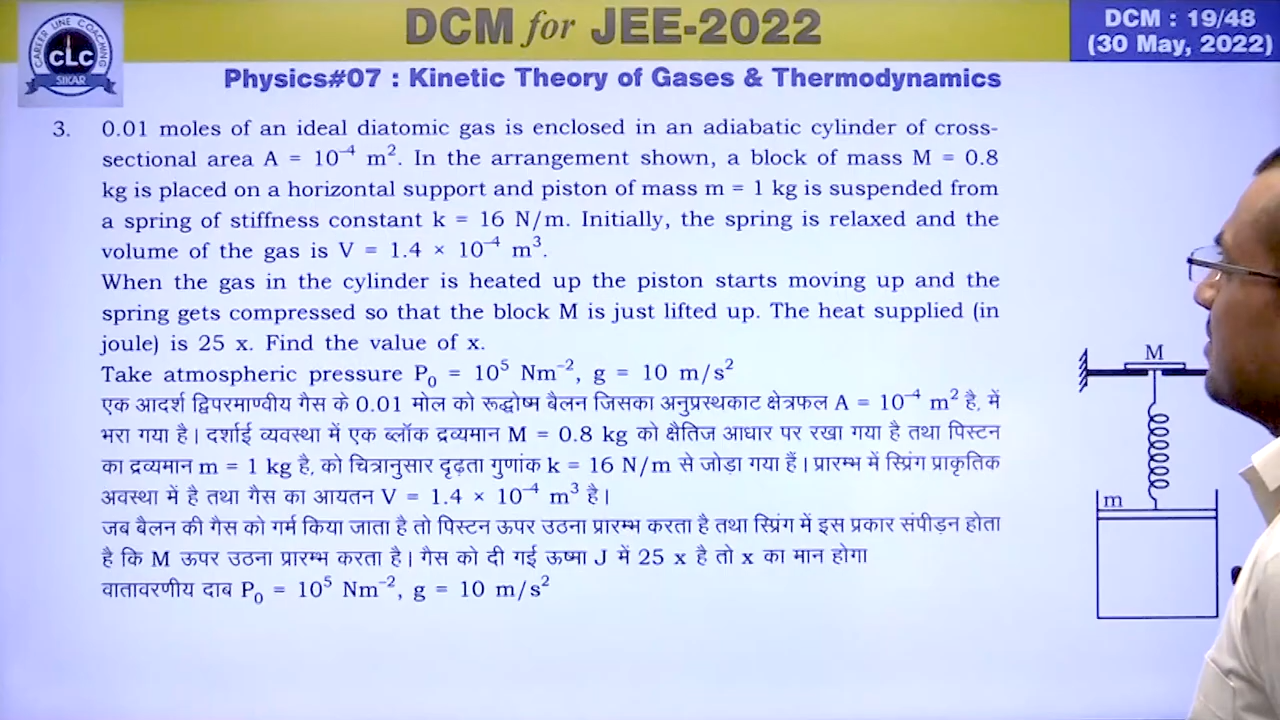 CAREER LINE COACHING
CLC
SIKAR
DCM for JEE-2022
DCM : 19/48
(30 May, 2022)
Physics#07 : Kinetic Theory of Gases & Thermodynamics
3. 0.01 moles of an ideal diatomic gas is enclosed in an adiabatic cylinder of cross-
sectional area A = 10⁻⁴ m². In the arrangement shown, a block of mass M = 0.8
kg is placed on a horizontal support and piston of mass m = 1 kg is suspended from
a spring of stiffness constant k = 16 N/m. Initially, the spring is relaxed and the
volume of the gas is V = 1.4 × 10⁻⁴ m³.
When the gas in the cylinder is heated up the piston starts moving up and the
spring gets compressed so that the block M is just lifted up. The heat supplied (in
joule) is 25 x. Find the value of x.
Take atmospheric pressure P₀ = 10⁵ Nm⁻², g = 10 m/s²
एक आदर्श द्विपरमाण्वीय गैस के 0.01 मोल को रूद्धोष्म बैलन जिसका अनुप्रस्थकाट क्षेत्रफल A = 10⁻⁴ m² है, में
भरा गया है। दर्शाई व्यवस्था में एक ब्लॉक द्रव्यमान M = 0.8 kg को क्षैतिज आधार पर रखा गया है तथा पिस्टन
का द्रव्यमान m = 1 kg है, को चित्रानुसार दृढ़ता गुणांक k = 16 N/m से जोड़ा गया हैं। प्रारम्भ में स्प्रिंग प्राकृतिक
अवस्था में है तथा गैस का आयतन V = 1.4 × 10⁻⁴ m³ है।
जब बैलन की गैस को गर्म किया जाता है तो पिस्टन ऊपर उठना प्रारम्भ करता है तथा स्प्रिंग में इस प्रकार संपीड़न होता
है कि M ऊपर उठना प्रारम्भ करता है। गैस को दी गई ऊष्मा J में 25 x है तो x का मान होगा
वातावरणीय दाब P₀ = 10⁵ Nm⁻², g = 10 m/s²
M
m